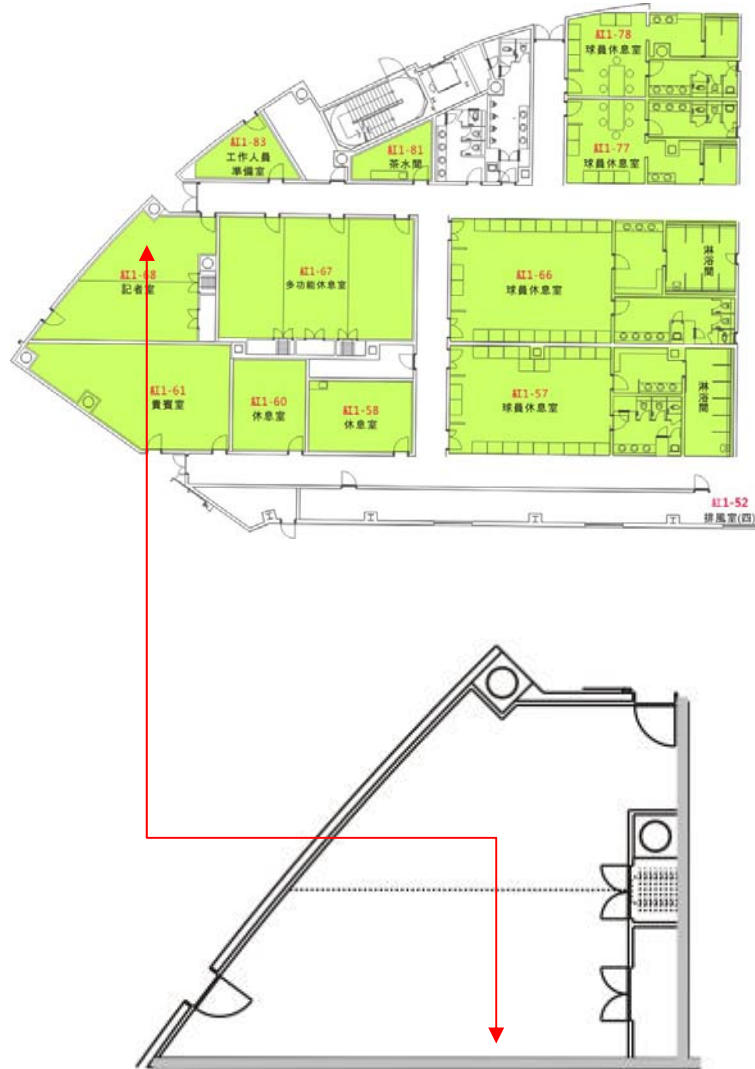 紅1-78
球員休息室
紅1-83
工作人員
準備室
紅1-81
茶水間
紅1-77
球員休息室
紅1-68
記者室
紅1-67
多功能休息室
紅1-66
球員休息室
淋浴間
紅1-61
貴賓室
紅1-60
休息室
紅1-58
休息室
紅1-57
球員休息室
淋浴間
紅1-52
排風室(四)